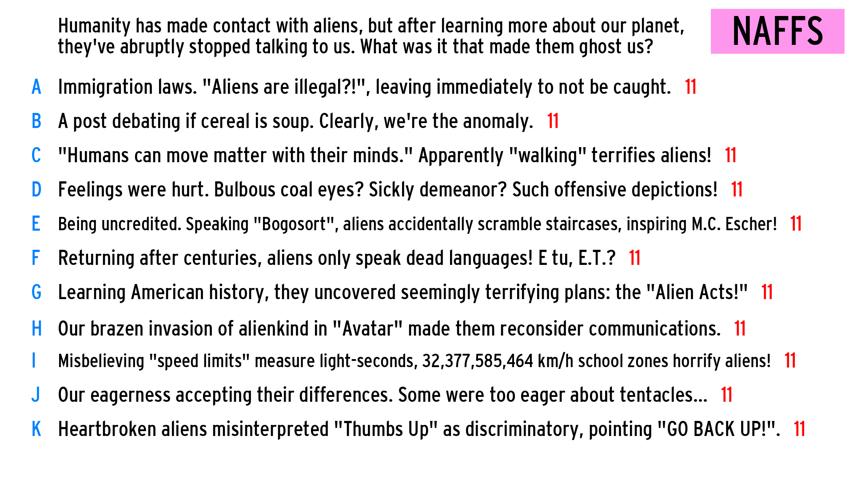 Humanity has made contact with aliens, but after learning more about our planet,
they've abruptly stopped talking to us. What was it that made them ghost us?
NAFFS
A Immigration laws. "Aliens are illegal?!", leaving immediately to not be caught. 11
B A post debating if cereal is soup. Clearly, we're the anomaly. 11
C "Humans can move matter with their minds." Apparently "walking" terrifies aliens! 11
D Feelings were hurt. Bulbous coal eyes? Sickly demeanor? Such offensive depictions! 11
E Being uncredited. Speaking "Bogosort", aliens accidentally scramble staircases, inspiring M.C. Escher! 11
F Returning after centuries, aliens only speak dead languages! E tu, E.T.? 11
G Learning American history, they uncovered seemingly terrifying plans: the "Alien Acts!" 11
H Our brazen invasion of alienkind in "Avatar" made them reconsider communications. 11
I Misbelieving "speed limits" measure light-seconds, 32,377,585,464 km/h school zones horrify aliens! 11
J Our eagerness accepting their differences. Some were too eager about tentacles... 11
K Heartbroken aliens misinterpreted "Thumbs Up" as discriminatory, pointing "GO BACK UP!". 11